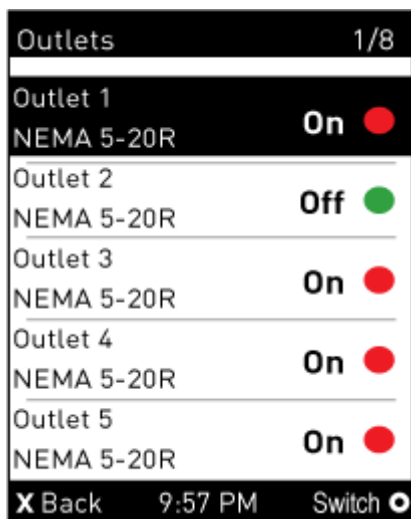 Outlets 1/8
Outlet 1
NEMA 5-20R
On
Outlet 2
NEMA 5-20R
Off
Outlet 3
NEMA 5-20R
On
Outlet 4
NEMA 5-20R
On
Outlet 5
NEMA 5-20R
On
X Back 9:57 PM Switch